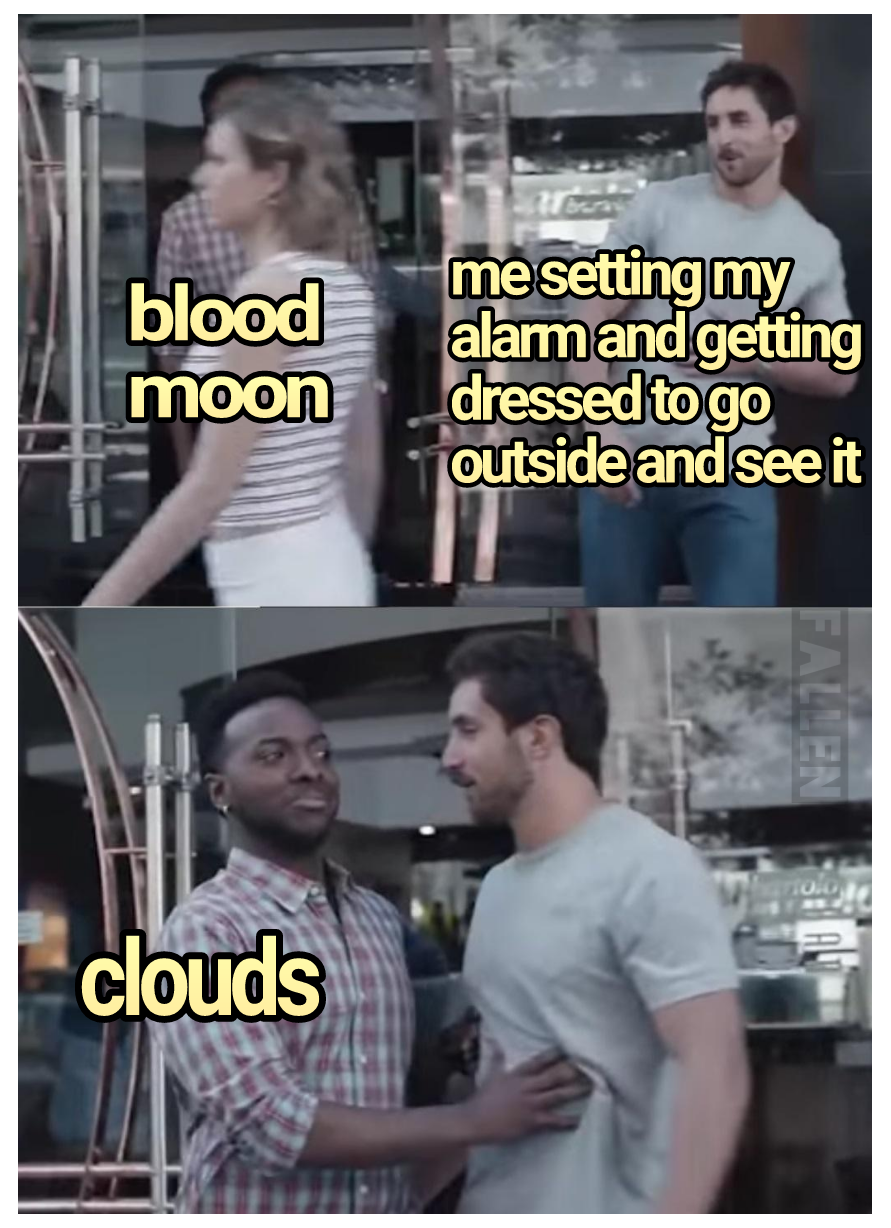 blood
moon
me setting my
alarm and getting
dressed to go
outside and see it
FALLEN
clouds